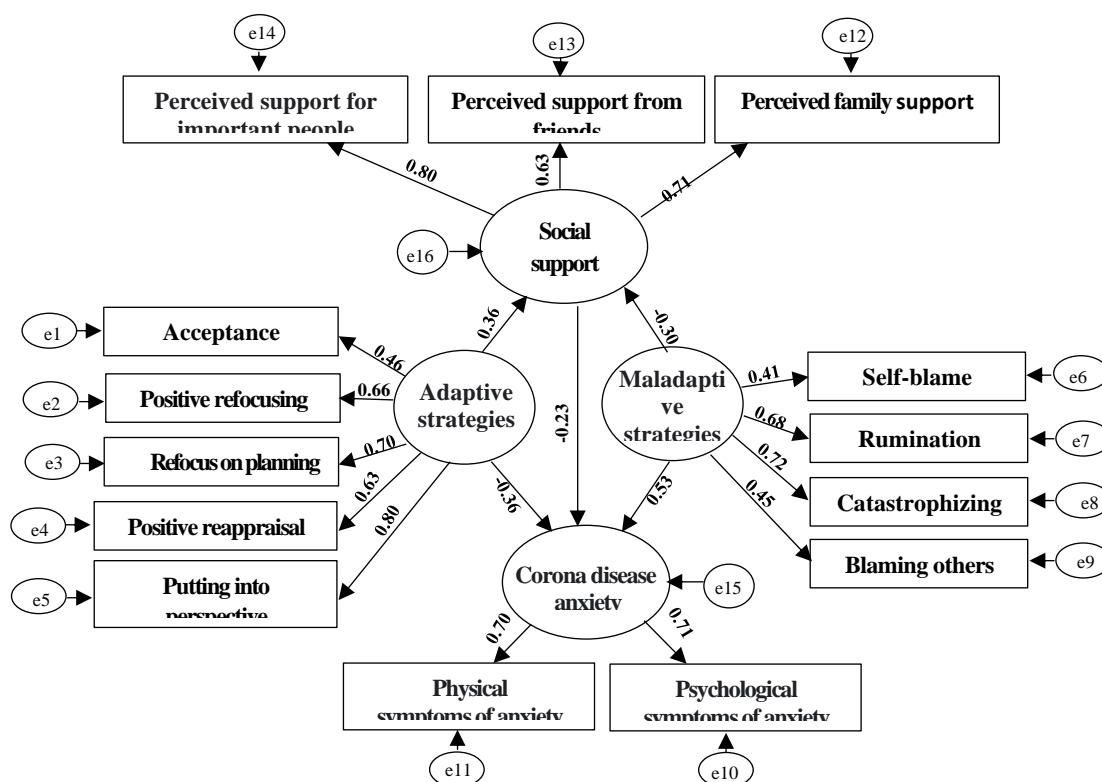 e14
e13
e12
Perceived support for
important people
Perceived support from
friends
Perceived family support
0.80
0.63
0.71
e16
Social
support
e1
Acceptance
0.36
-0.30
0.46
e2
Positive refocusing
0.66
Adaptive
strategies
Maladapti
ve
strategies
0.41
Self-blame
e6
-0.23
0.68
Rumination
e7
e3
Refocus on planning
0.70
0.72
Catastrophizing
e8
e4
Positive reappraisal
0.63
-0.36
0.53
0.45
Blaming others
e9
e5
Putting into
perspective
0.80
Corona disease
anxiety
e15
0.70
0.71
Physical
symptoms of anxiety
Psychological
symptoms of anxiety
e11
e10